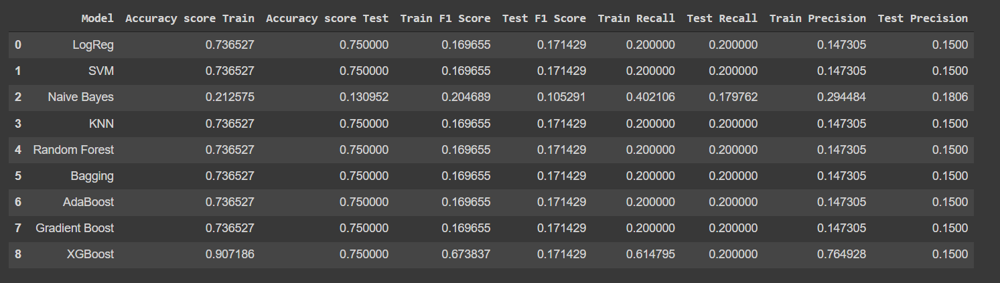 Model Accuracy score Train Accuracy score Test Train F1 Score Test F1 Score Train Recall Test Recall Train Precision Test Precision
0 LogReg 0.736527 0.750000 0.169655 0.171429 0.200000 0.200000 0.147305 0.1500
1 SVM 0.736527 0.750000 0.169655 0.171429 0.200000 0.200000 0.147305 0.1500
2 Naive Bayes 0.212575 0.130952 0.204689 0.105291 0.402106 0.179762 0.294484 0.1806
3 KNN 0.736527 0.750000 0.169655 0.171429 0.200000 0.200000 0.147305 0.1500
4 Random Forest 0.736527 0.750000 0.169655 0.171429 0.200000 0.200000 0.147305 0.1500
5 Bagging 0.736527 0.750000 0.169655 0.171429 0.200000 0.200000 0.147305 0.1500
6 AdaBoost 0.736527 0.750000 0.169655 0.171429 0.200000 0.200000 0.147305 0.1500
7 Gradient Boost 0.736527 0.750000 0.169655 0.171429 0.200000 0.200000 0.147305 0.1500
8 XGBoost 0.907186 0.750000 0.673837 0.171429 0.614795 0.200000 0.764928 0.1500